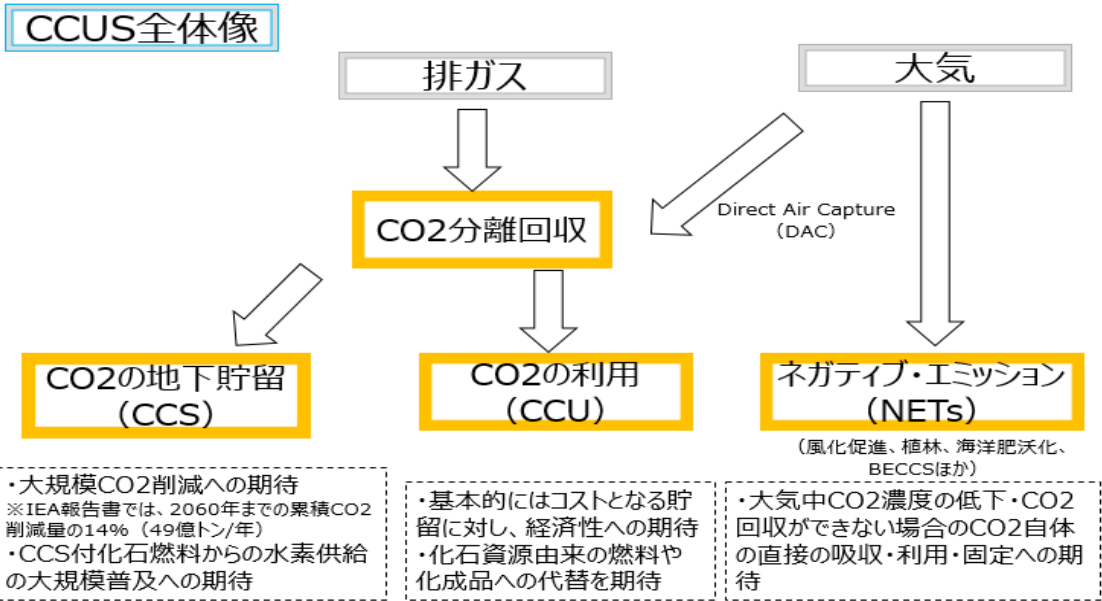 CCUS全体像
排ガス
大気
CO2分離回収
Direct Air Capture
（DAC）
CO2の地下貯留
（CCS）
CO2の利用
（CCU）
ネガティブ・エミッション
（NETs）
（風化促進、植林、海洋肥沃化、
BECCSほか）
・大規模CO2削減への期待
※IEA報告書では、2060年までの累積CO2
削減量の14%（49億トン/年）
・CCS付化石燃料からの水素供給
の大規模普及への期待
・基本的にはコストとなる貯
留に対し、経済性への期待
・化石資源由来の燃料や
化成品への代替を期待
・大気中CO2濃度の低下・CO2
回収ができない場合のCO2自体
の直接の吸収・利用・固定への期
待